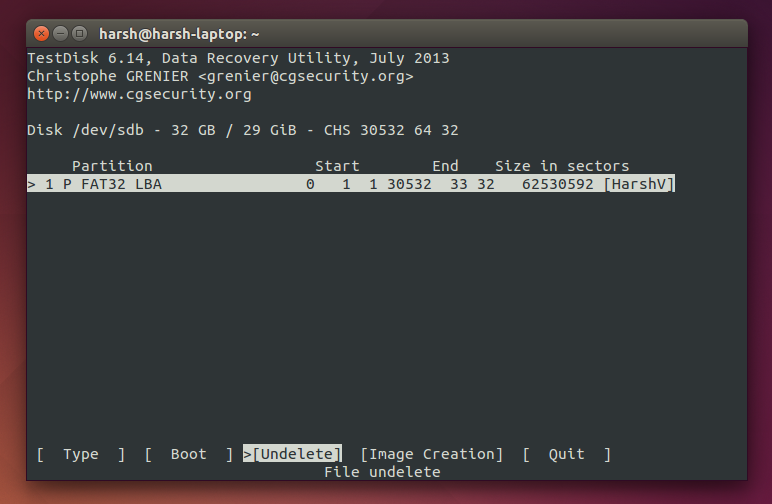 harsh@harsh-laptop: ~
TestDisk 6.14, Data Recovery Utility, July 2013
Christophe GRENIER <grenier@cgsecurity.org>
http://www.cgsecurity.org
Disk /dev/sdb - 32 GB / 29 GiB - CHS 30532 64 32
Partition Start End Size in sectors
> 1 P FAT32 LBA 0 1 1 30532 33 32 62530592 [HarshV]
[ Type ] [ Boot ] >[Undelete] [Image Creation] [ Quit ]
File undelete